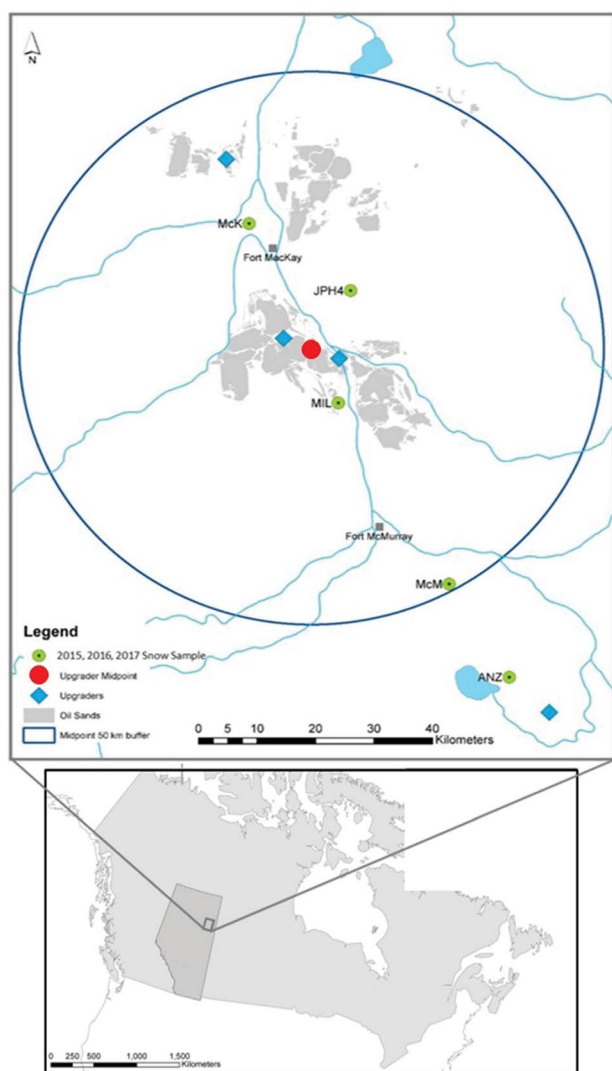 N
McK
Fort MacKay
JPH4
MIL
Fort McMurray
McM
ANZ
Legend
2015, 2016, 2017 Snow Sample
Upgrader Midpoint
Upgraders
Oil Sands
Midpoint 50 km buffer
0 5 10 20 30 40
Kilometers
0 250 500 1,000 1,500
Kilometers